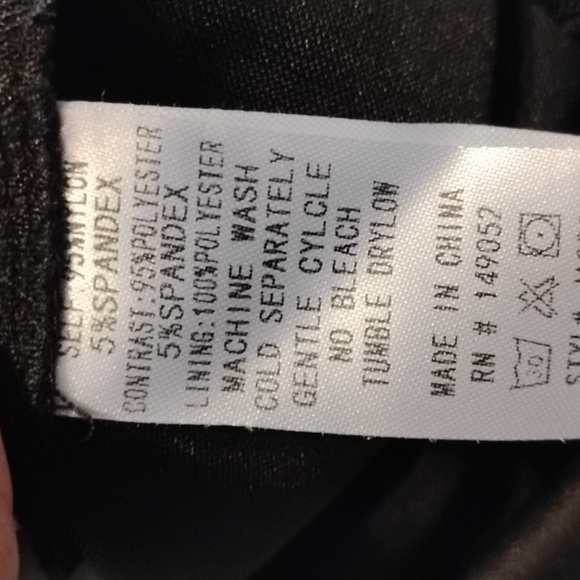 SELF:95%NYLON
5%SPANDEX
CONTRAST:95%POLYESTER
5%SPANDEX
LINING:100%POLYESTER
MACHINE WASH
COLD SEPARATELY
GENTLE CYLCLE
NO BLEACH
TUMBLE DRYLOW
MADE IN CHINA
RN # 149052
30